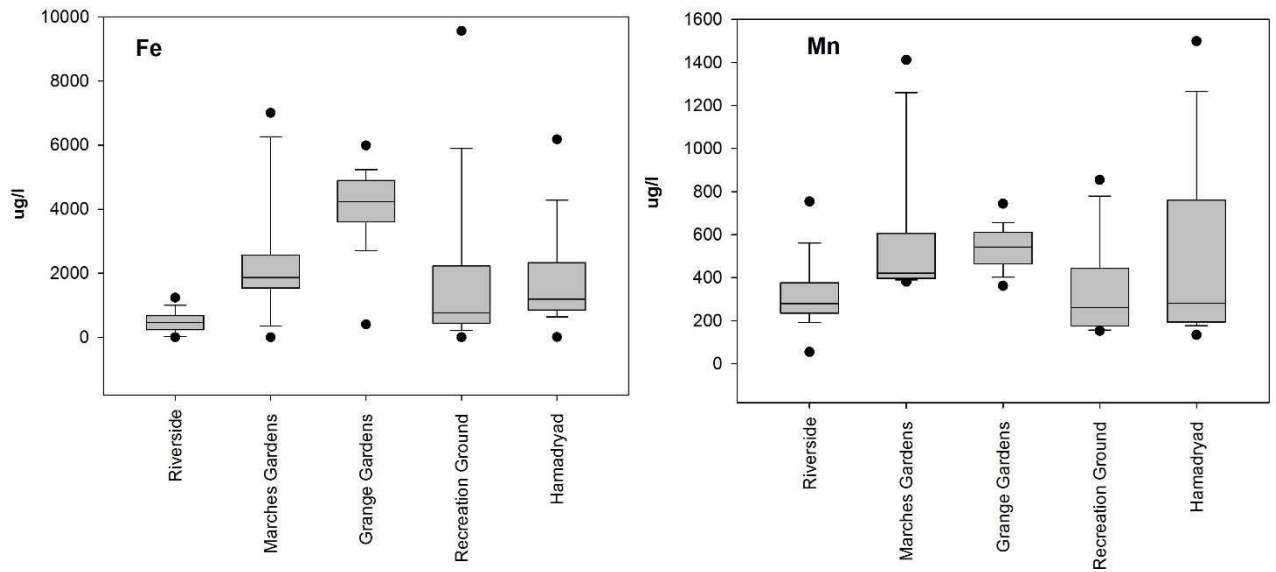 Fe
ug/l
10000
8000
6000
4000
2000
0
Riverside
Marches Gardens
Grange Gardens
Recreation Ground
Hamadryad
Mn
ug/l
1600
1400
1200
1000
800
600
400
200
0
Riverside
Marches Gardens
Grange Gardens
Recreation Ground
Hamadryad